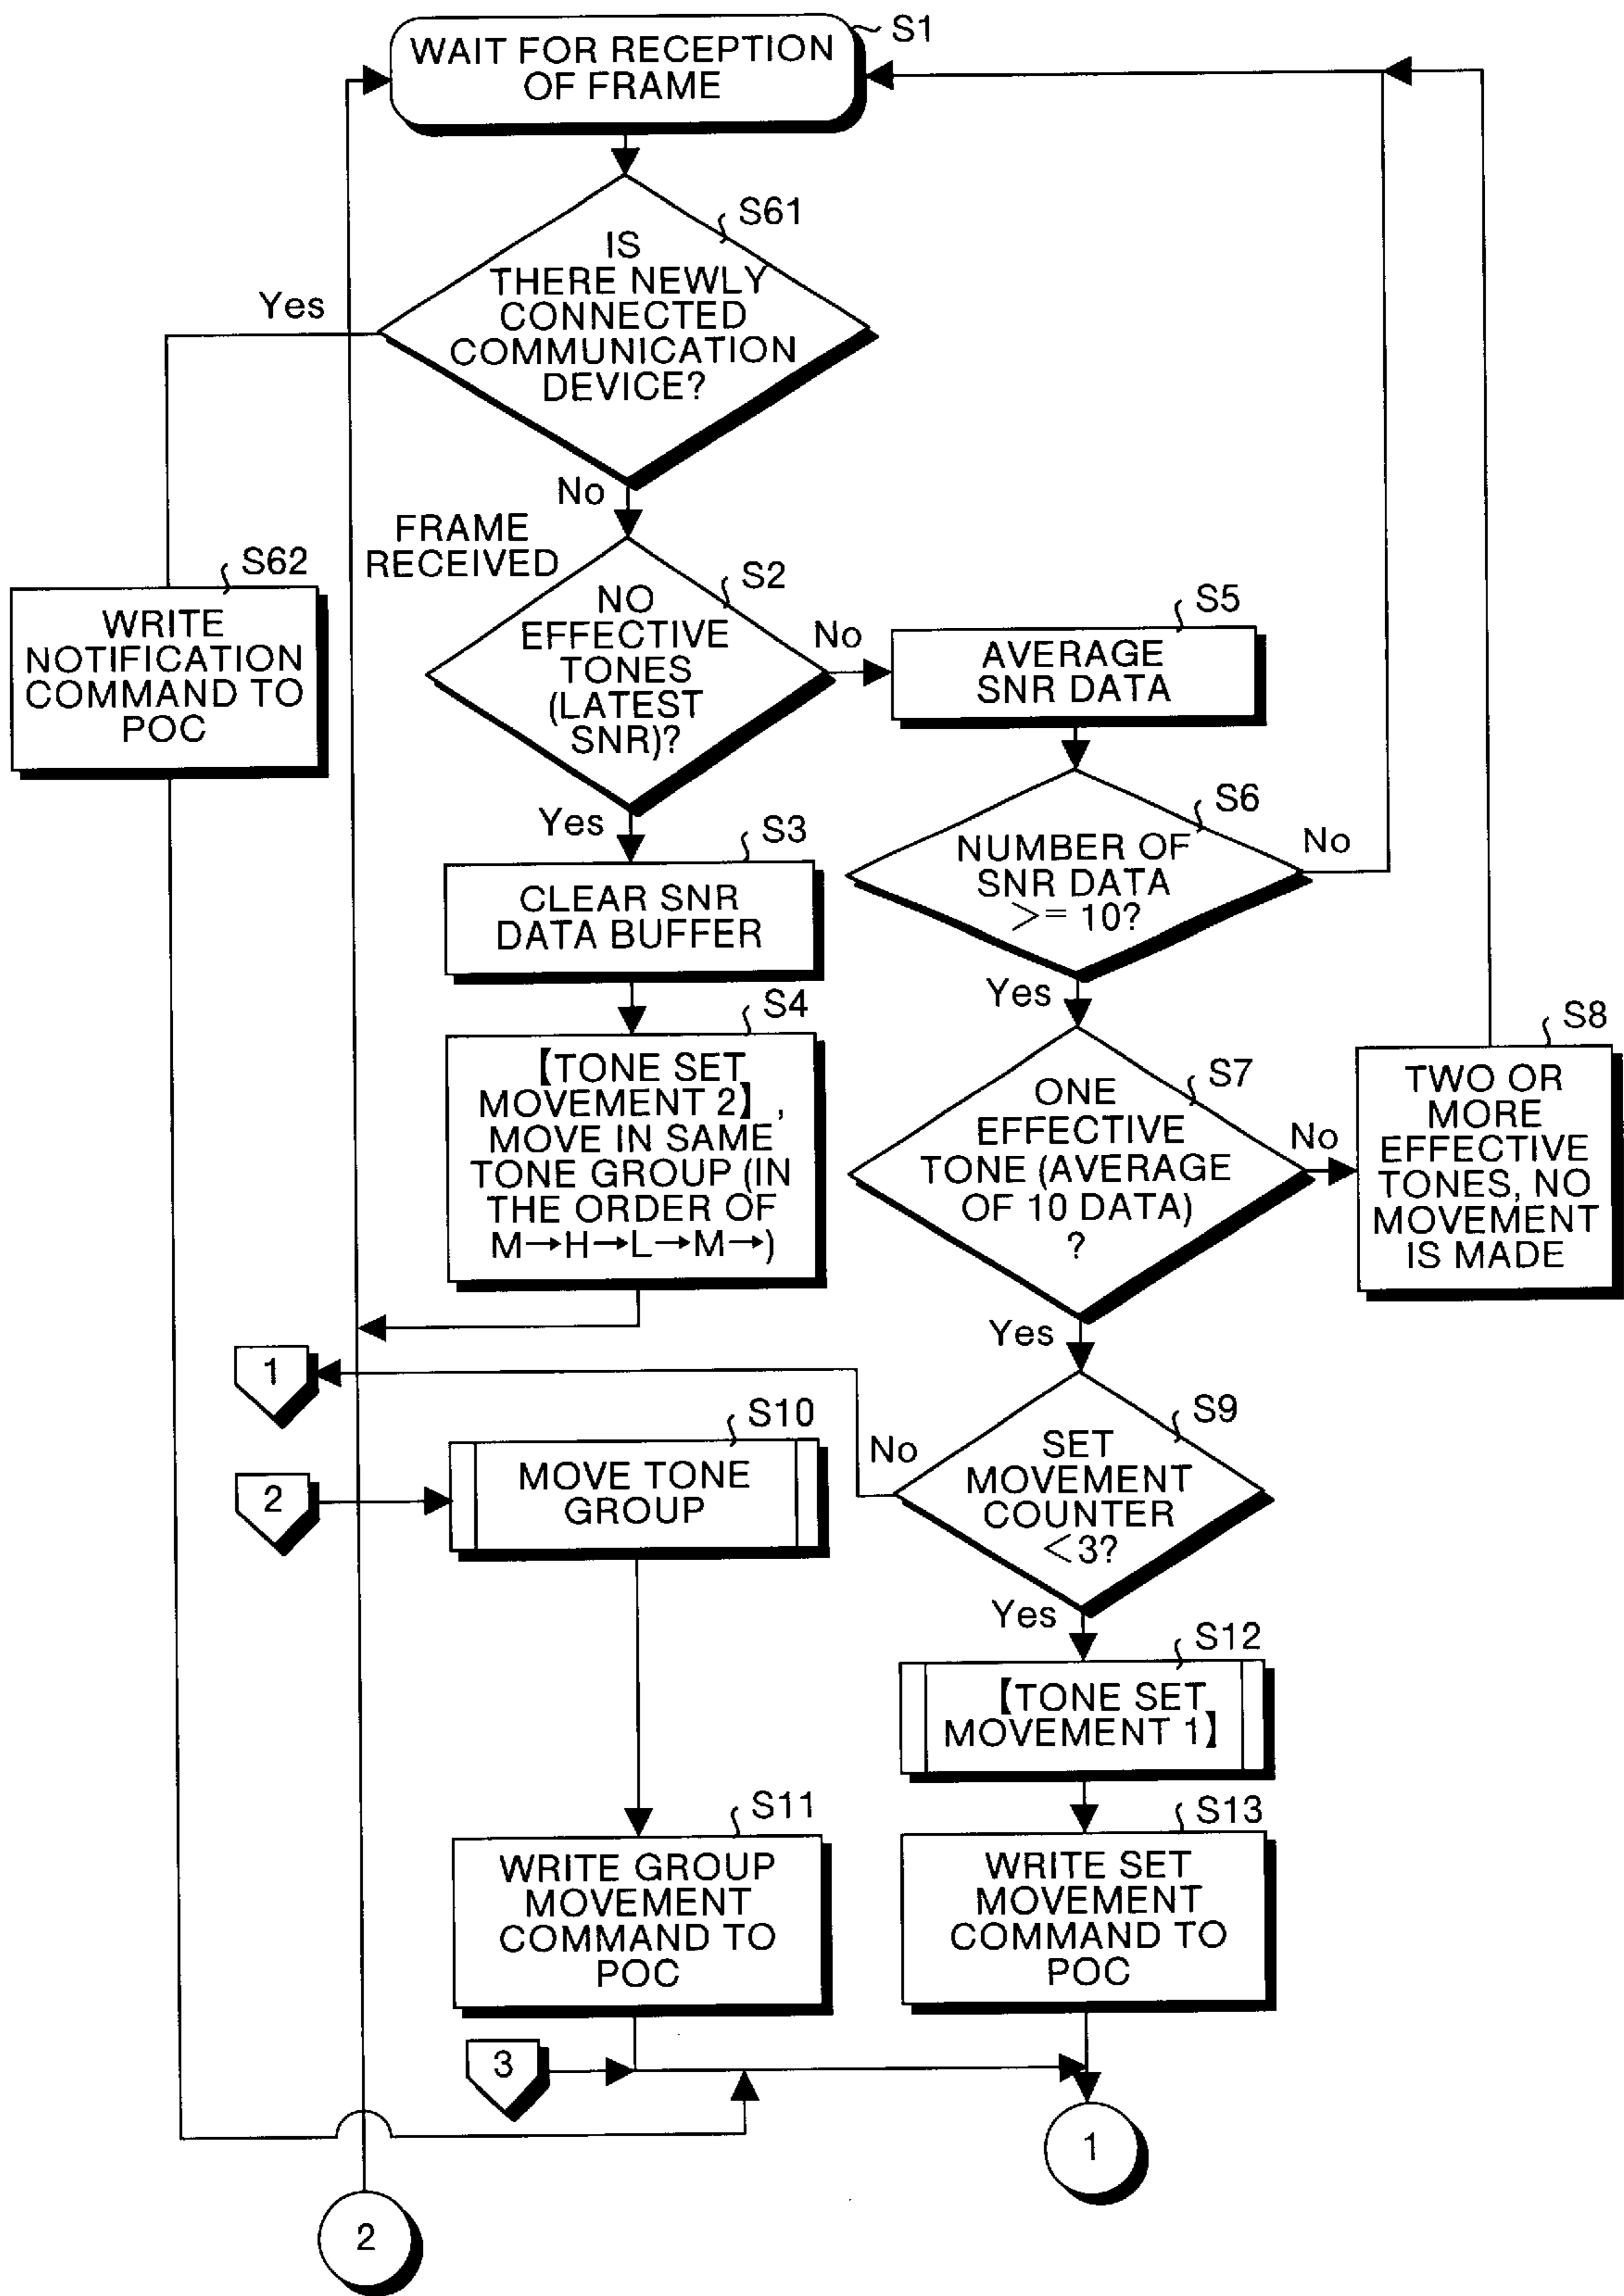 WAIT FOR RECEPTION
OF FRAME
S1
IS
THERE NEWLY
CONNECTED
COMMUNICATION
DEVICE?
S61
Yes
No
FRAME
RECEIVED
S62
WRITE
NOTIFICATION
COMMAND TO
POC
NO
EFFECTIVE
TONES
(LATEST
SNR)?
S2
No
Yes
S5
AVERAGE
SNR DATA
S3
CLEAR SNR
DATA BUFFER
S6
NUMBER OF
SNR DATA
>= 10?
No
Yes
S4
【TONE SET
MOVEMENT 2】,
MOVE IN SAME
TONE GROUP (IN
THE ORDER OF
M→H→L→M→)
S7
ONE
EFFECTIVE
TONE (AVERAGE
OF 10 DATA)
?
No
Yes
S8
TWO OR
MORE
EFFECTIVE
TONES, NO
MOVEMENT
IS MADE
1
S9
SET
MOVEMENT
COUNTER
<3?
No
Yes
2
S10
MOVE TONE
GROUP
S12
【TONE SET
MOVEMENT 1】
S11
WRITE GROUP
MOVEMENT
COMMAND TO
POC
S13
WRITE SET
MOVEMENT
COMMAND TO
POC
3
1
2